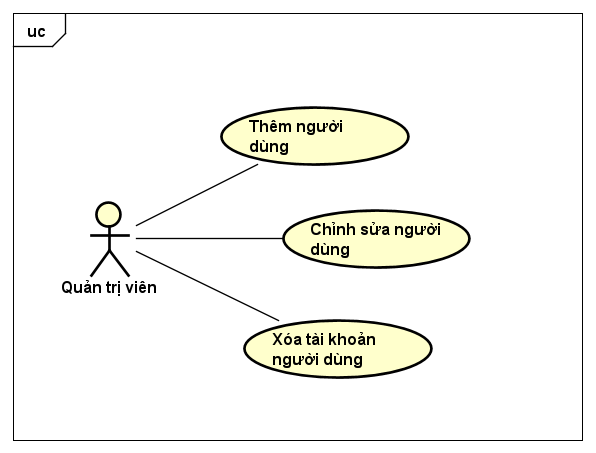 uc
Thêm người
dùng
Chỉnh sửa người
dùng
Quản trị viên
Xóa tài khoản
người dùng